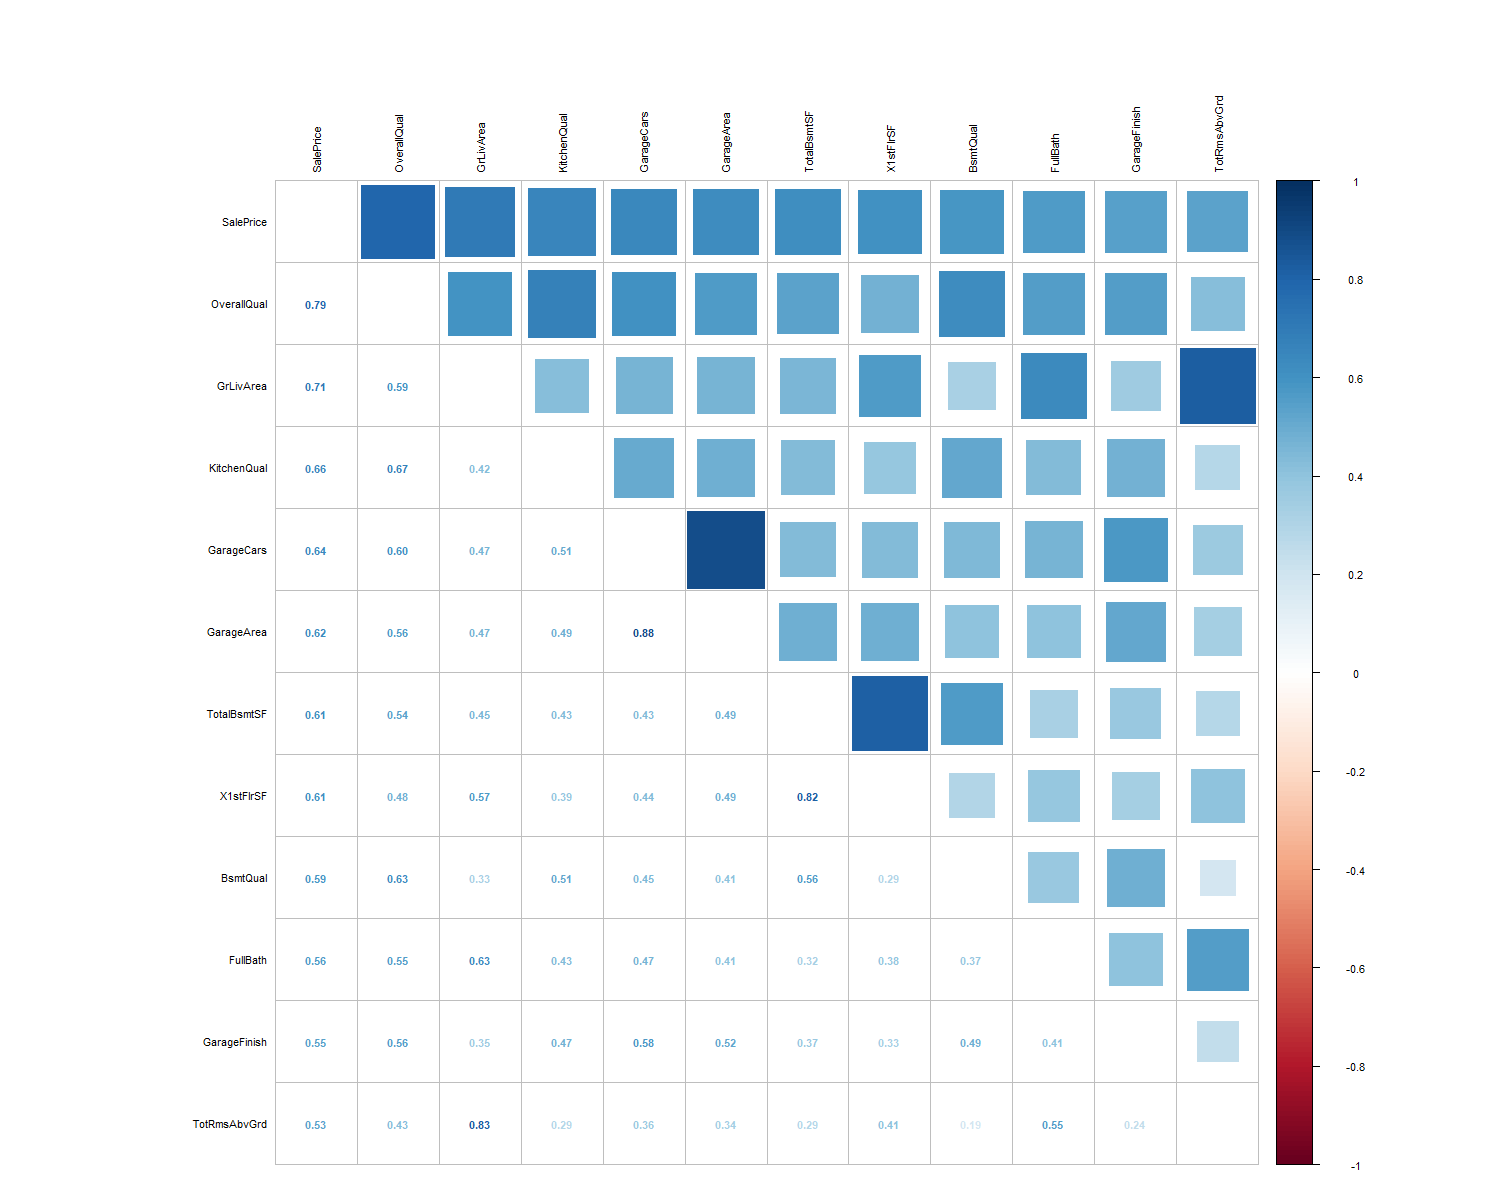 SalePrice OverallQual GrLivArea KitchenQual GarageCars GarageArea TotalBsmtSF X1stFlrSF BsmtQual FullBath GarageFinish TotRmsAbvGrd
SalePrice
OverallQual 0.79
GrLivArea 0.71 0.59
KitchenQual 0.66 0.67 0.42
GarageCars 0.64 0.60 0.47 0.51
GarageArea 0.62 0.56 0.47 0.49 0.88
TotalBsmtSF 0.61 0.54 0.45 0.43 0.43 0.49
X1stFlrSF 0.61 0.48 0.57 0.39 0.44 0.49 0.82
BsmtQual 0.59 0.63 0.33 0.51 0.45 0.41 0.56 0.29
FullBath 0.56 0.55 0.63 0.43 0.47 0.41 0.32 0.38 0.37
GarageFinish 0.55 0.56 0.35 0.47 0.58 0.52 0.37 0.33 0.49 0.41
TotRmsAbvGrd 0.53 0.43 0.83 0.29 0.36 0.34 0.29 0.41 0.19 0.55 0.24
1
0.8
0.6
0.4
0.2
0
-0.2
-0.4
-0.6
-0.8
-1